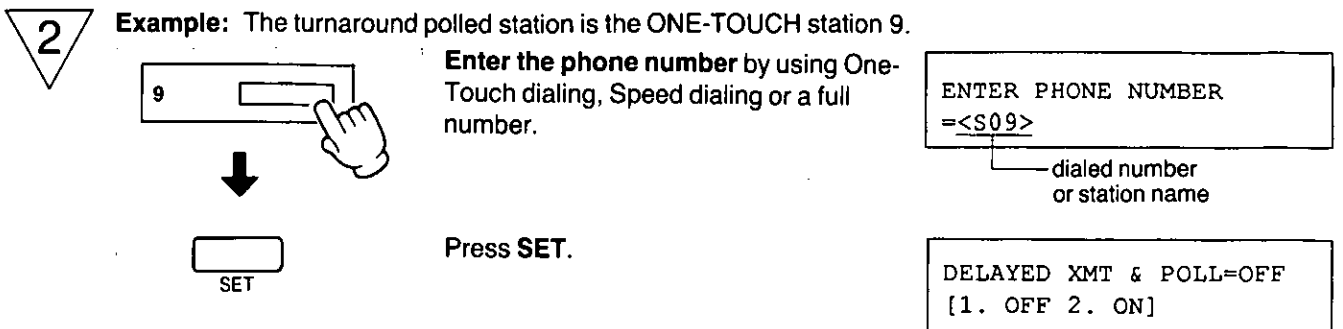 2
Example: The turnaround polled station is the ONE-TOUCH station 9.
9
Enter the phone number by using One-
Touch dialing, Speed dialing or a full
number.
ENTER PHONE NUMBER
=<S09>
dialed number
or station name
SET
Press SET.
DELAYED XMT & POLL=OFF
[1. OFF 2. ON]